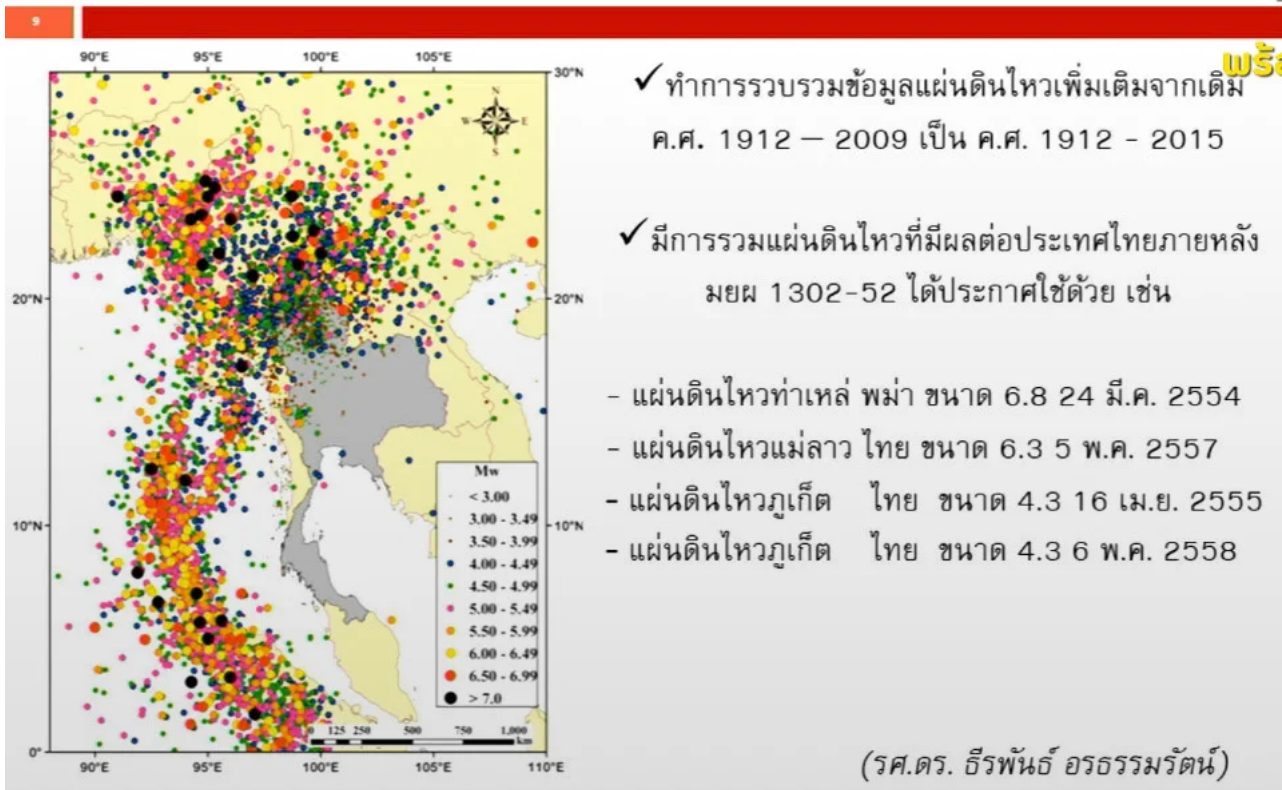 9
พรัส
✓ ทำการรวบรวมข้อมูลแผ่นดินไหวเพิ่มเติมจากเดิม
ค.ศ. 1912 – 2009 เป็น ค.ศ. 1912 - 2015
✓ มีการรวมแผ่นดินไหวที่มีผลต่อประเทศไทยภายหลัง
มยผ 1302-52 ได้ประกาศใช้ด้วย เช่น
- แผ่นดินไหวท่าเหล่ พม่า ขนาด 6.8 24 มี.ค. 2554
- แผ่นดินไหวแม่ลาว ไทย ขนาด 6.3 5 พ.ค. 2557
- แผ่นดินไหวภูเก็ต ไทย ขนาด 4.3 16 เม.ย. 2555
- แผ่นดินไหวภูเก็ต ไทย ขนาด 4.3 6 พ.ค. 2558
(รศ.ดร. ธีรพันธ์ อรธรรมรัตน์)
90°E 95°E 100°E 105°E
30°N
N
W E
S
20°N 20°N
10°N 10°N
Mw
< 3.00
3.00 - 3.49
3.50 - 3.99
4.00 - 4.49
4.50 - 4.99
5.00 - 5.49
5.50 - 5.99
6.00 - 6.49
6.50 - 6.99
> 7.0
0 125 250 500 750 1,000
km
0°
90°E 95°E 100°E 105°E 110°E